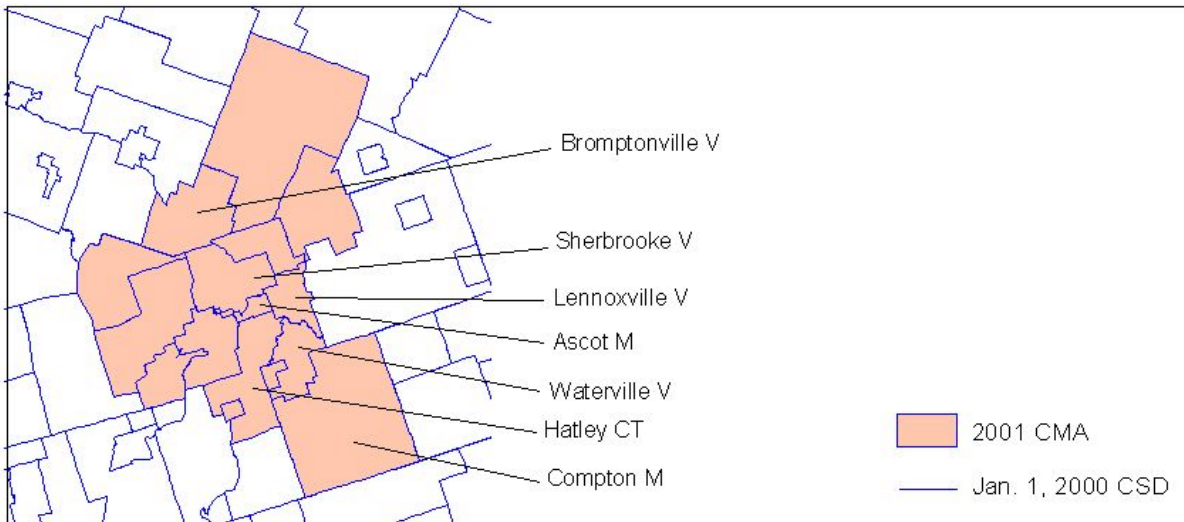 Bromptonville V
Sherbrooke V
Lennoxville V
Ascot M
Waterville V
Hatley CT
Compton M
2001 CMA
Jan. 1, 2000 CSD